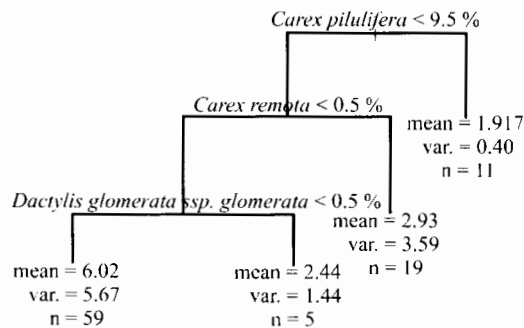 Carex pilulifera < 9.5 %
Carex remota < 0.5 %
mean = 1.917
var. = 0.40
n = 11
Dactylis glomerata ssp. glomerata < 0.5 %
mean = 2.93
var. = 3.59
n = 19
mean = 6.02
var. = 5.67
n = 59
mean = 2.44
var. = 1.44
n = 5